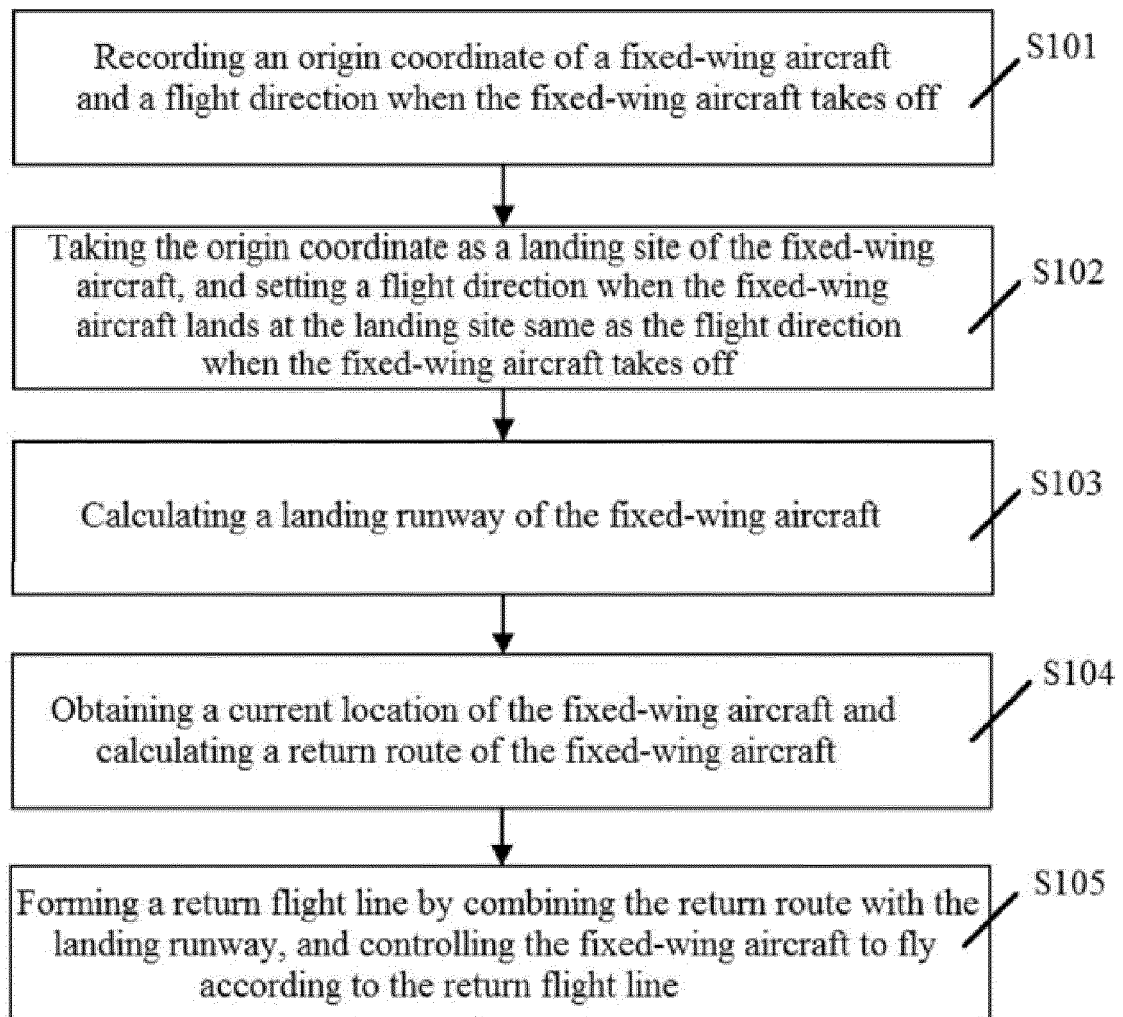 Recording an origin coordinate of a fixed-wing aircraft
and a flight direction when the fixed-wing aircraft takes off
S101
Taking the origin coordinate as a landing site of the fixed-wing
aircraft, and setting a flight direction when the fixed-wing
aircraft lands at the landing site same as the flight direction
when the fixed-wing aircraft takes off
S102
Calculating a landing runway of the fixed-wing aircraft
S103
Obtaining a current location of the fixed-wing aircraft and
calculating a return route of the fixed-wing aircraft
S104
Forming a return flight line by combining the return route with the
landing runway, and controlling the fixed-wing aircraft to fly
according to the return flight line
S105